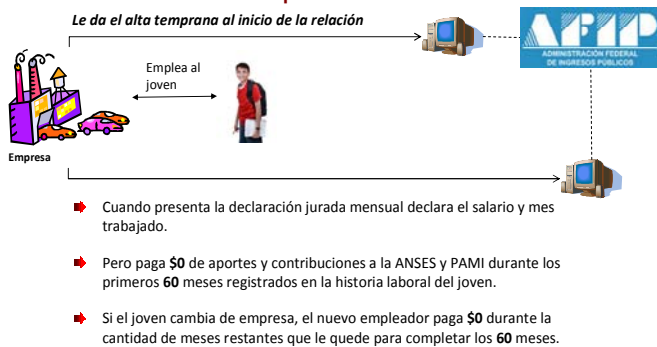 Le da el alta temprana al inicio de la relación
AFIP
ADMINISTRACIÓN FEDERAL
DE INGRESOS PÚBLICOS
Emplea al
joven
Empresa
Cuando presenta la declaración jurada mensual declara el salario y mes
trabajado.
Pero paga $0 de aportes y contribuciones a la ANSES y PAMI durante los
primeros 60 meses registrados en la historia laboral del joven.
Si el joven cambia de empresa, el nuevo empleador paga $0 durante la
cantidad de meses restantes que le quede para completar los 60 meses.